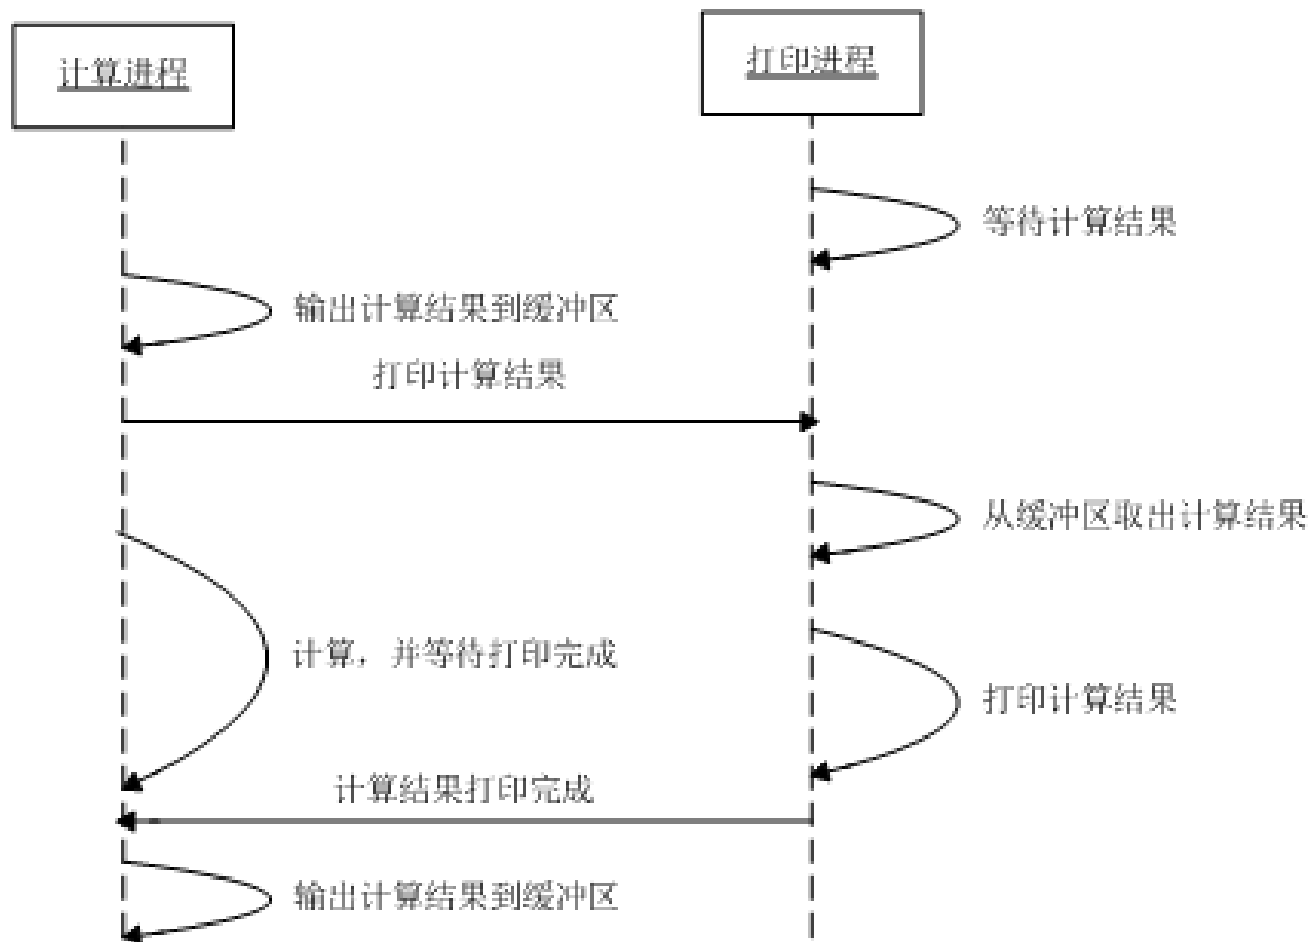 计算进程
打印进程
等待计算结果
输出计算结果到缓冲区
打印计算结果
从缓冲区取出计算结果
计算，并等待打印完成
打印计算结果
计算结果打印完成
输出计算结果到缓冲区